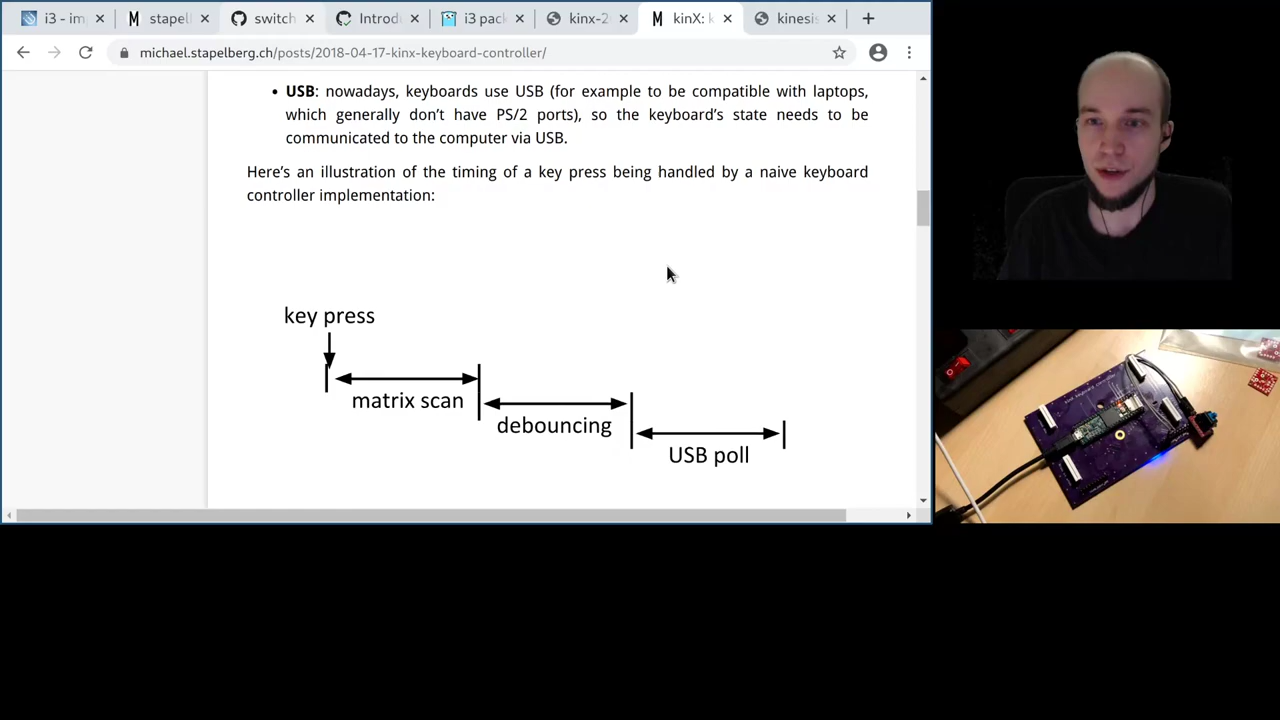 i3 - im
stapel
switch
Introdu
i3 pack
kinx-2
kinX: k
kinesis
michael.stapelberg.ch/posts/2018-04-17-kinx-keyboard-controller/
• USB: nowadays, keyboards use USB (for example to be compatible with laptops,
which generally don't have PS/2 ports), so the keyboard's state needs to be
communicated to the computer via USB.
Here's an illustration of the timing of a key press being handled by a naive keyboard
controller implementation:
key press
matrix scan
debouncing
USB poll